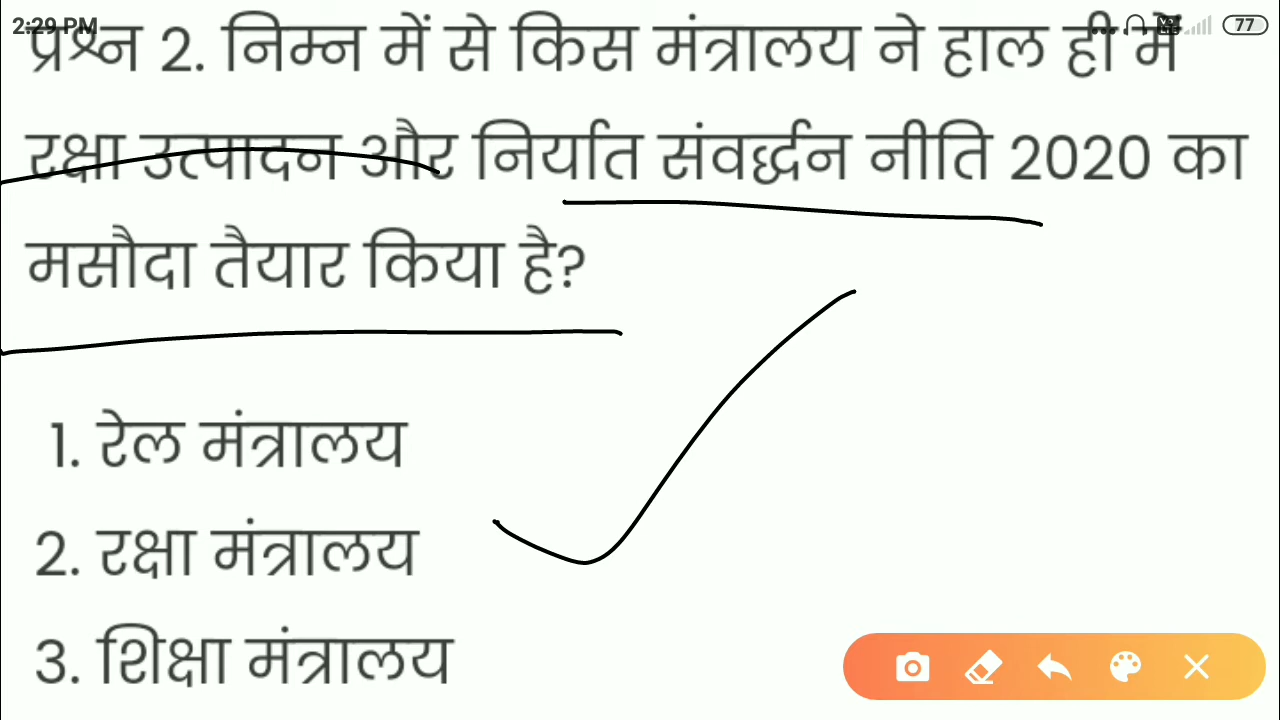 2:29 PM
77
प्रश्न 2. निम्न में से किस मंत्रालय ने हाल ही में
रक्षा उत्पादन और निर्यात संवर्द्धन नीति 2020 का
मसौदा तैयार किया है?
1. रेल मंत्रालय
2. रक्षा मंत्रालय
3. शिक्षा मंत्रालय